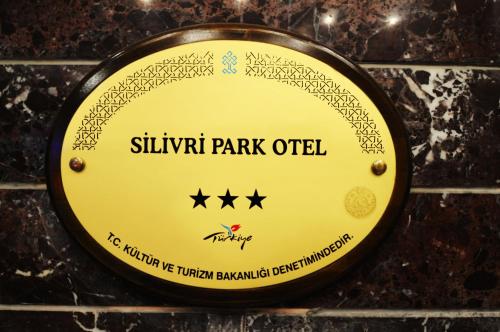 SİLİVRİ PARK OTEL
★★★
Türkiye
T.C. KÜLTÜR VE TURİZM BAKANLIĞI DENETİMİNDEDİR.